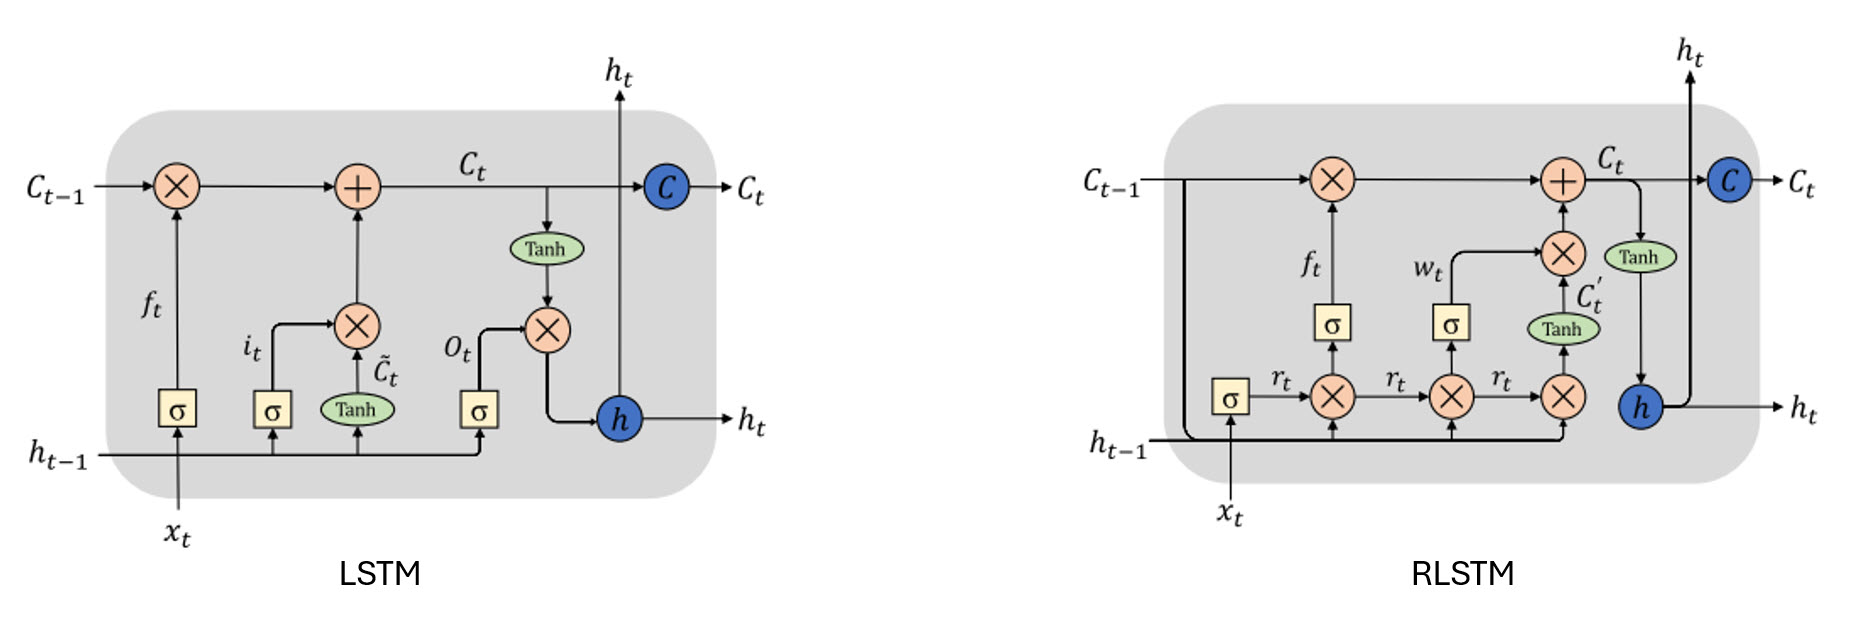 h_t
C_{t-1}
C_t
C
C_t
Tanh
f_t
i_t
O_t
C̃_t
σ
σ
Tanh
σ
h
h_t
h_{t-1}
x_t
LSTM
h_t
C_{t-1}
C_t
C
C_t
f_t
w_t
Tanh
C_t'
σ
σ
Tanh
σ
r_t
r_t
r_t
h
h_t
h_{t-1}
x_t
RLSTM